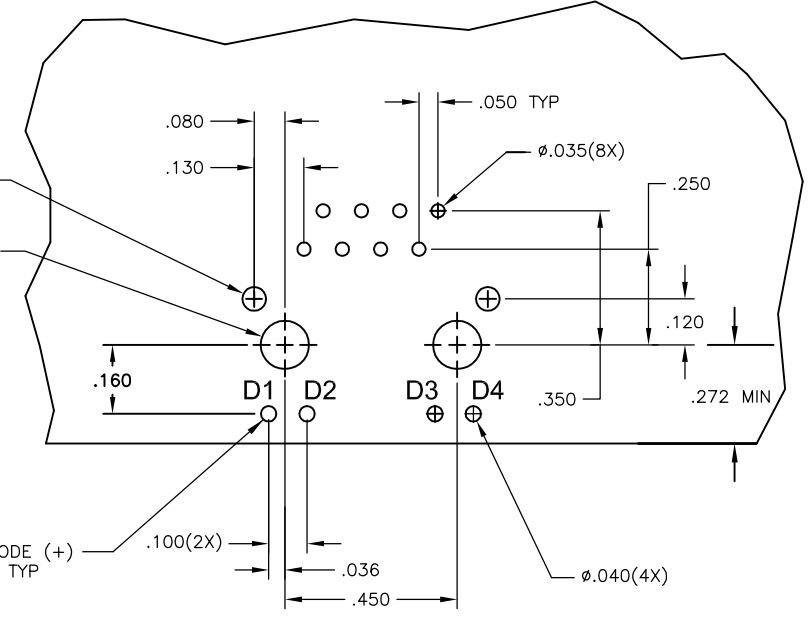 .050 TYP
.080
.130
ø.035(8X)
.250
.120
.160
D1 D2 D3 D4
.350
.272 MIN
.100(2X)
ODE (+)
TYP
.036
ø.040(4X)
.450